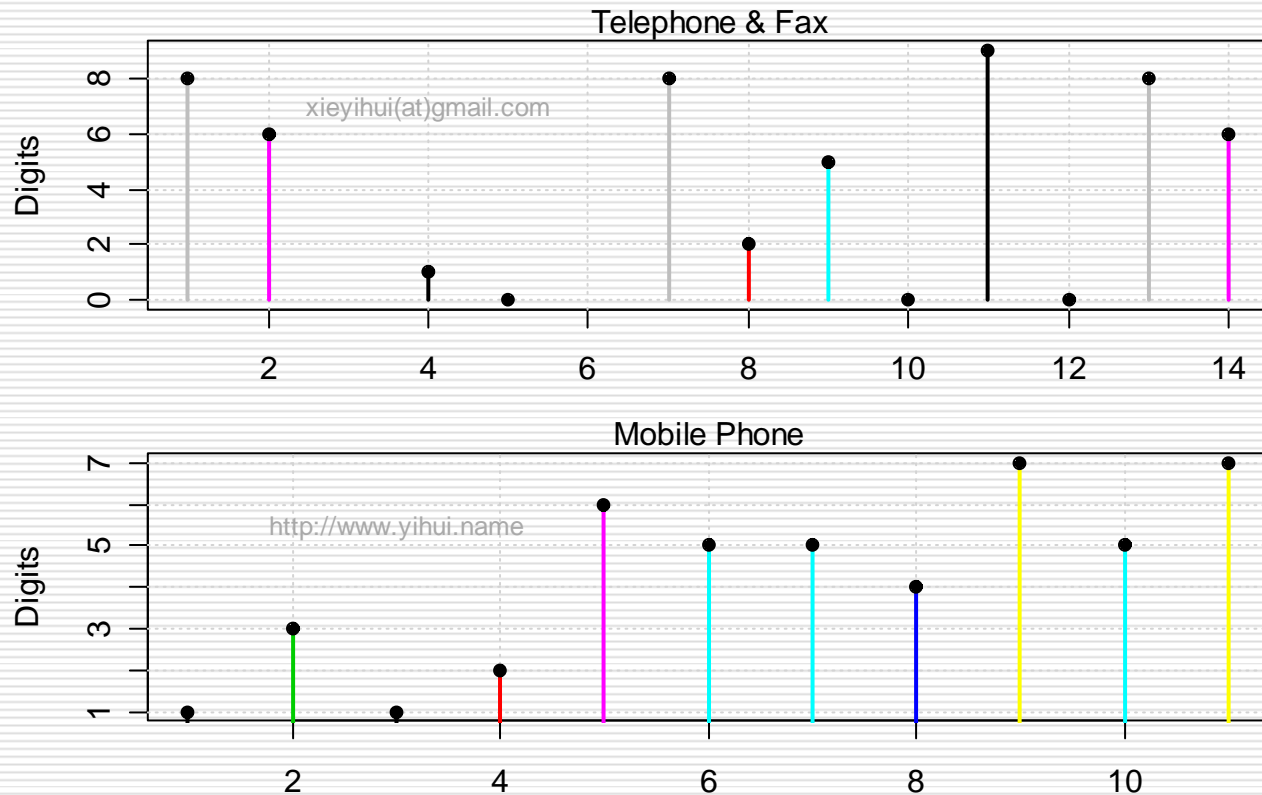 Telephone & Fax
Digits
8
6
4
2
0
xieyihui(at)gmail.com
2 4 6 8 10 12 14
Mobile Phone
Digits
7
5
3
1
http://www.yihui.name
2 4 6 8 10